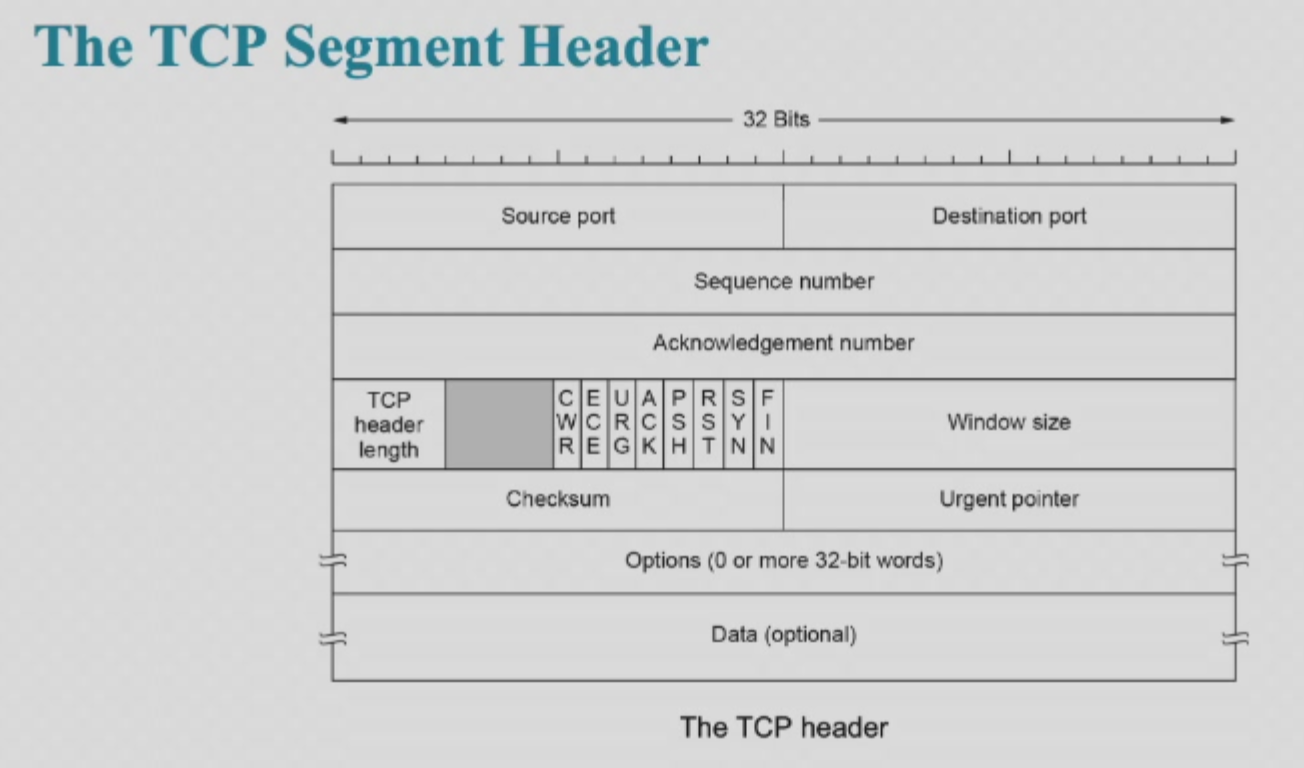 The TCP Segment Header
32 Bits
Source port
Destination port
Sequence number
Acknowledgement number
TCP
header
length
CWR
ECE
URG
ACK
PSH
RST
SYN
FIN
Window size
Checksum
Urgent pointer
Options (0 or more 32-bit words)
Data (optional)
The TCP header